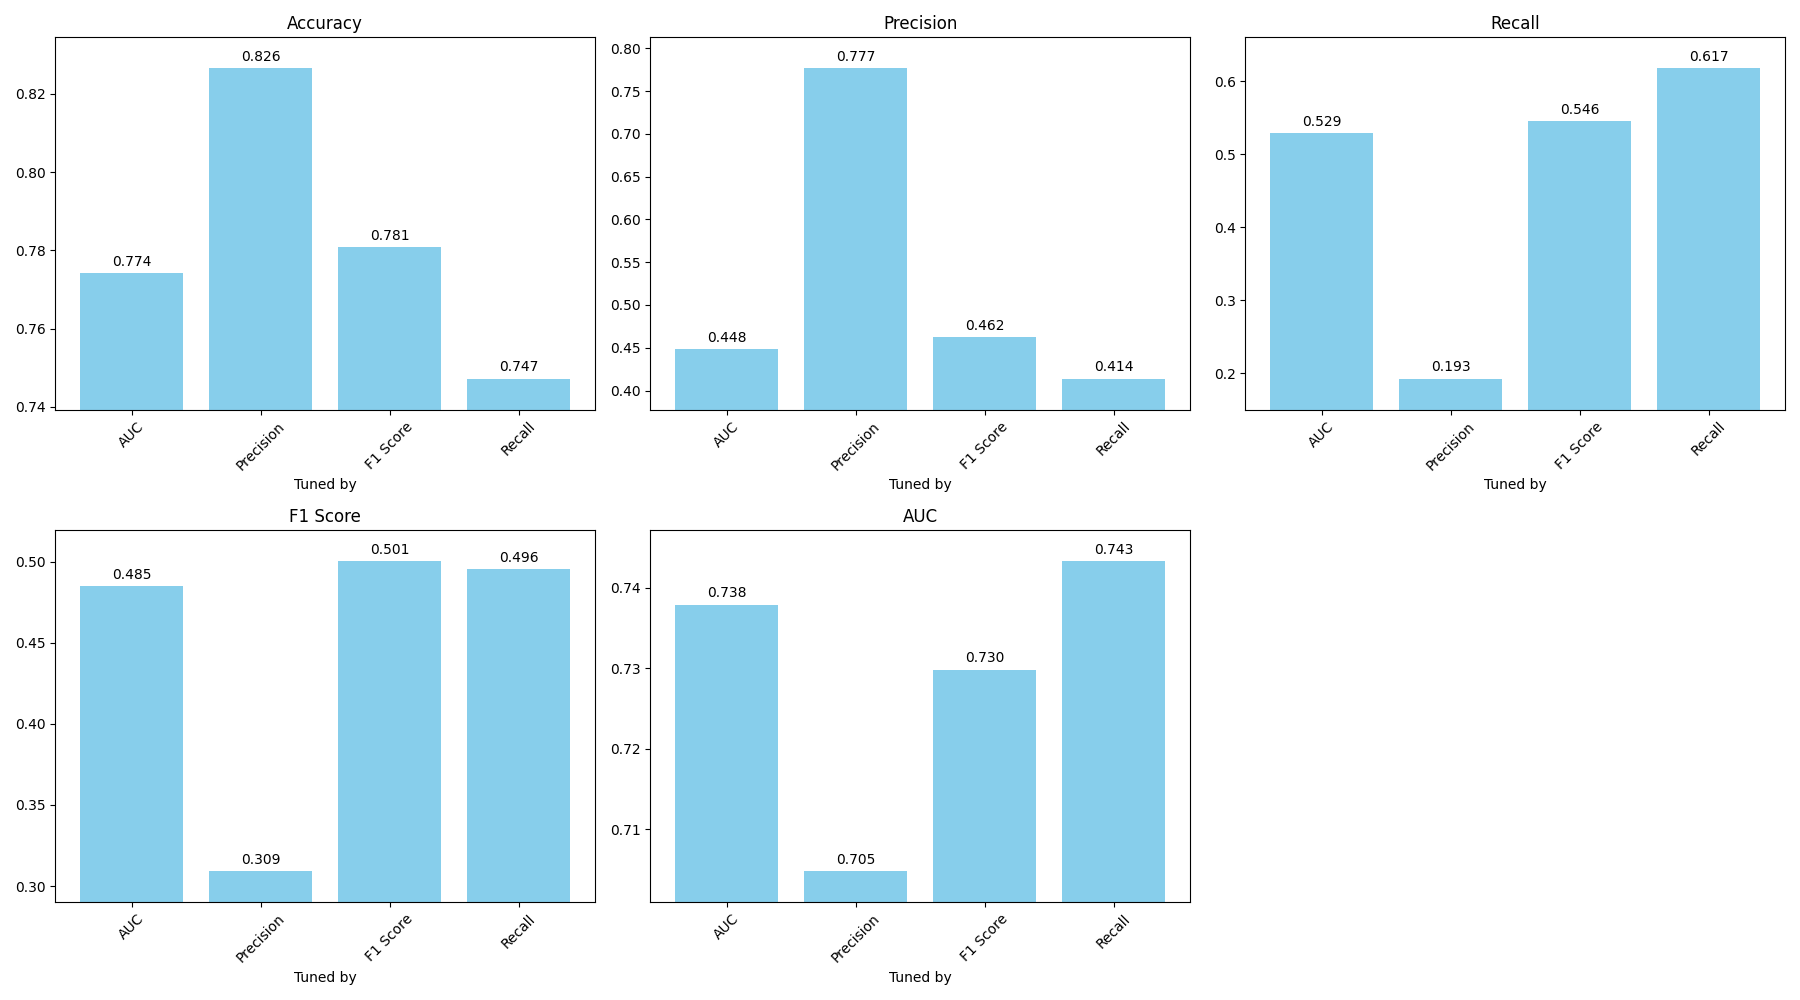 Accuracy
0.82
0.80
0.78
0.76
0.74
0.774
0.826
0.781
0.747
AUC
Precision
F1 Score
Recall
Tuned by
Precision
0.80
0.75
0.70
0.65
0.60
0.55
0.50
0.45
0.40
0.448
0.777
0.462
0.414
AUC
Precision
F1 Score
Recall
Tuned by
Recall
0.6
0.5
0.4
0.3
0.2
0.529
0.193
0.546
0.617
AUC
Precision
F1 Score
Recall
Tuned by
F1 Score
0.50
0.45
0.40
0.35
0.30
0.485
0.309
0.501
0.496
AUC
Precision
F1 Score
Recall
Tuned by
AUC
0.74
0.73
0.72
0.71
0.738
0.705
0.730
0.743
AUC
Precision
F1 Score
Recall
Tuned by